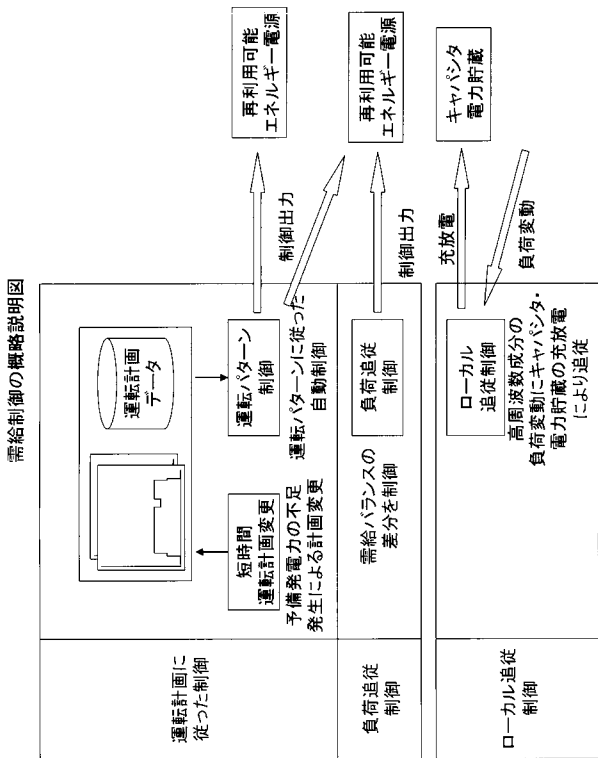 需給制御の概略説明図
運転計画に
従った制御
運転計画
データ
短時間
運転計画変更
予備発電力の不足
発生による計画変更
運転パターン
制御
運転パターンに従った
自動制御
制御出力
再利用可能
エネルギー電源
負荷追従
制御
需給バランスの
差分を制御
負荷追従
制御
制御出力
再利用可能
エネルギー電源
ローカル追従
制御
ローカル
追従制御
高周波数成分の
負荷変動にキャパシタ・
電力貯蔵の充放電
により追従
充放電
負荷変動
キャパシタ
電力貯蔵